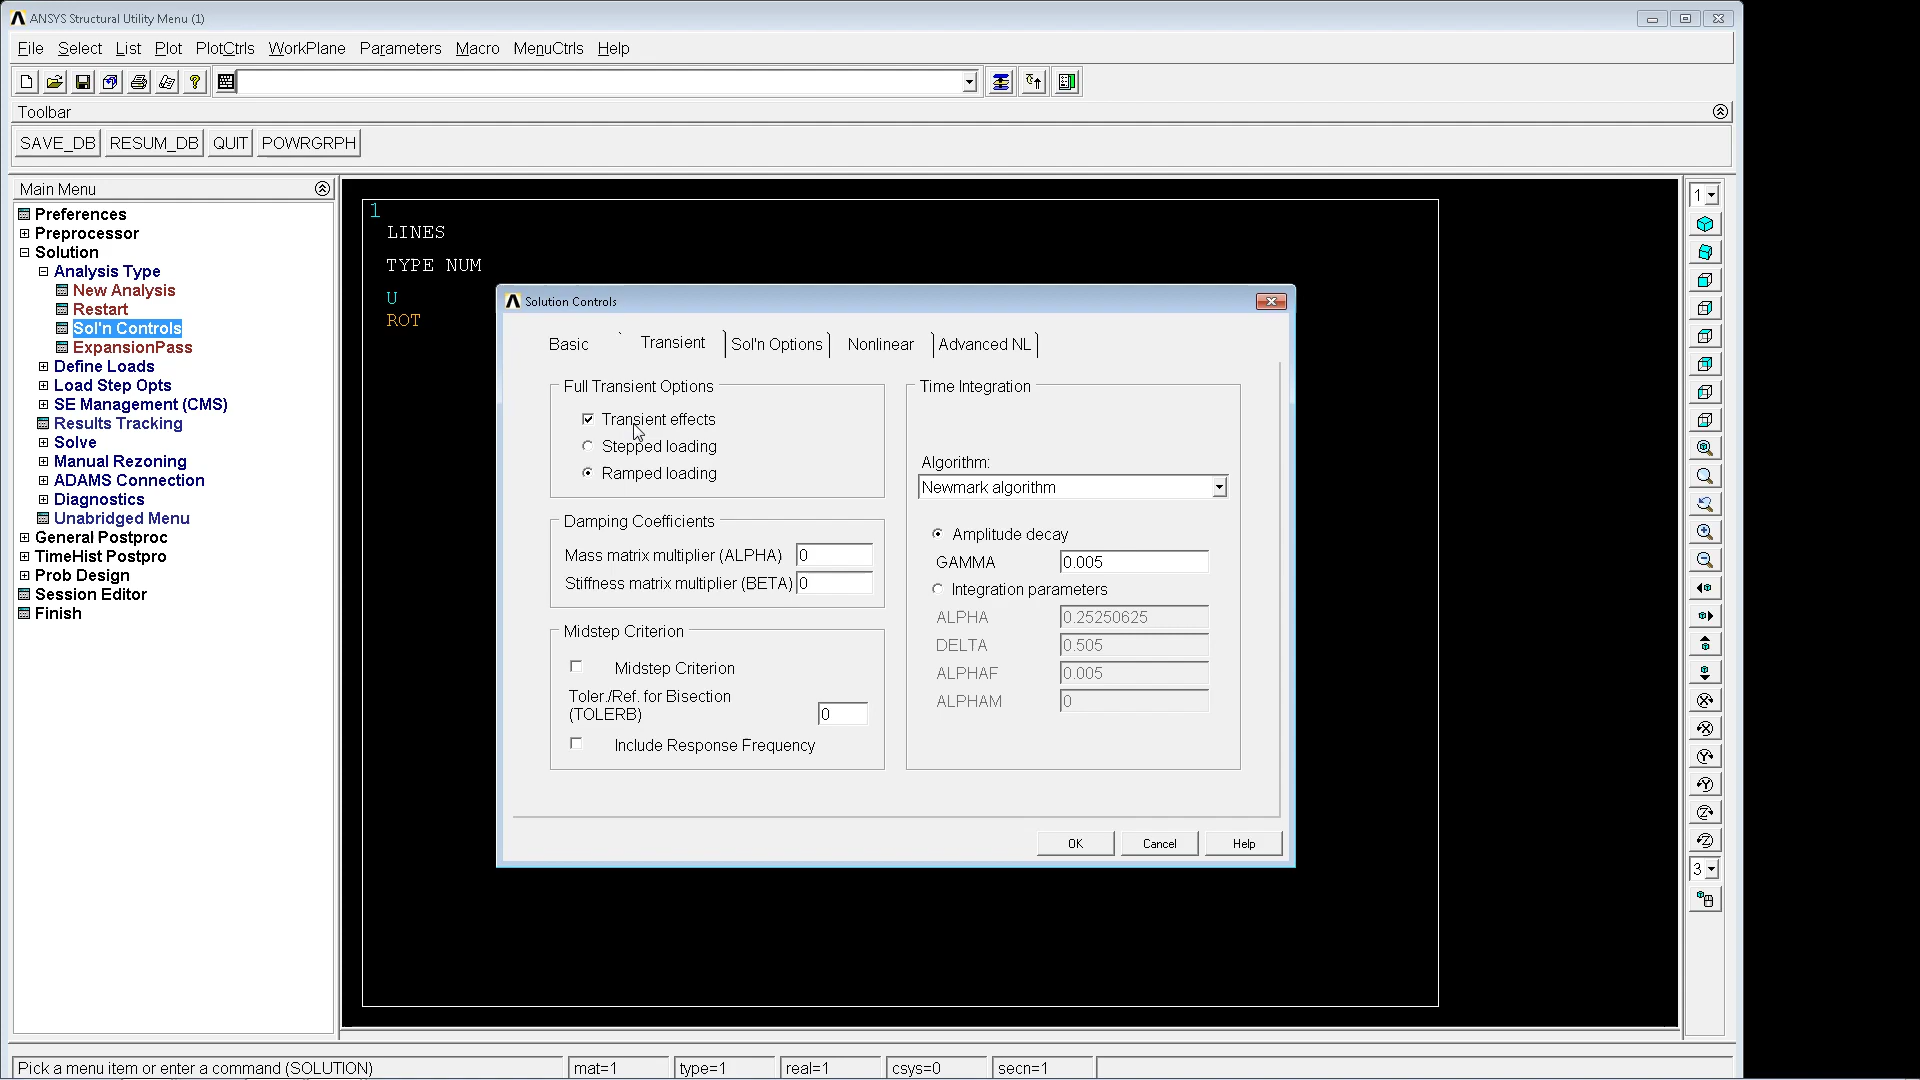 ANSYS Structural Utility Menu (1)
File Select List Plot PlotCtrls WorkPlane Parameters Macro MenuCtrls Help
Toolbar
SAVE_DB RESUM_DB QUIT POWRGRPH
Main Menu
Preferences
Preprocessor
Solution
Analysis Type
New Analysis
Restart
Sol'n Controls
ExpansionPass
Define Loads
Load Step Opts
SE Management (CMS)
Results Tracking
Solve
Manual Rezoning
ADAMS Connection
Diagnostics
Unabridged Menu
General Postproc
TimeHist Postpro
Prob Design
Session Editor
Finish
1
LINES
TYPE NUM
U
ROT
Solution Controls
Basic Transient Sol'n Options Nonlinear Advanced NL
Full Transient Options
Transient effects
Stepped loading
Ramped loading
Damping Coefficients
Mass matrix multiplier (ALPHA) 0
Stiffness matrix multiplier (BETA) 0
Midstep Criterion
Midstep Criterion
Toler./Ref. for Bisection
(TOLERB) 0
Include Response Frequency
Time Integration
Algorithm:
Newmark algorithm
Amplitude decay
GAMMA 0.005
Integration parameters
ALPHA 0.25250625
DELTA 0.505
ALPHAF 0.005
ALPHAM 0
OK Cancel Help
1
3
Pick a menu item or enter a command (SOLUTION) mat=1 type=1 real=1 csys=0 secn=1